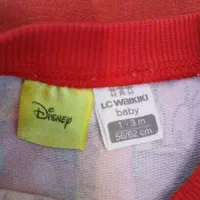 Disney
LC WAIKIKI
baby
1 - 3 m
56/62 cm